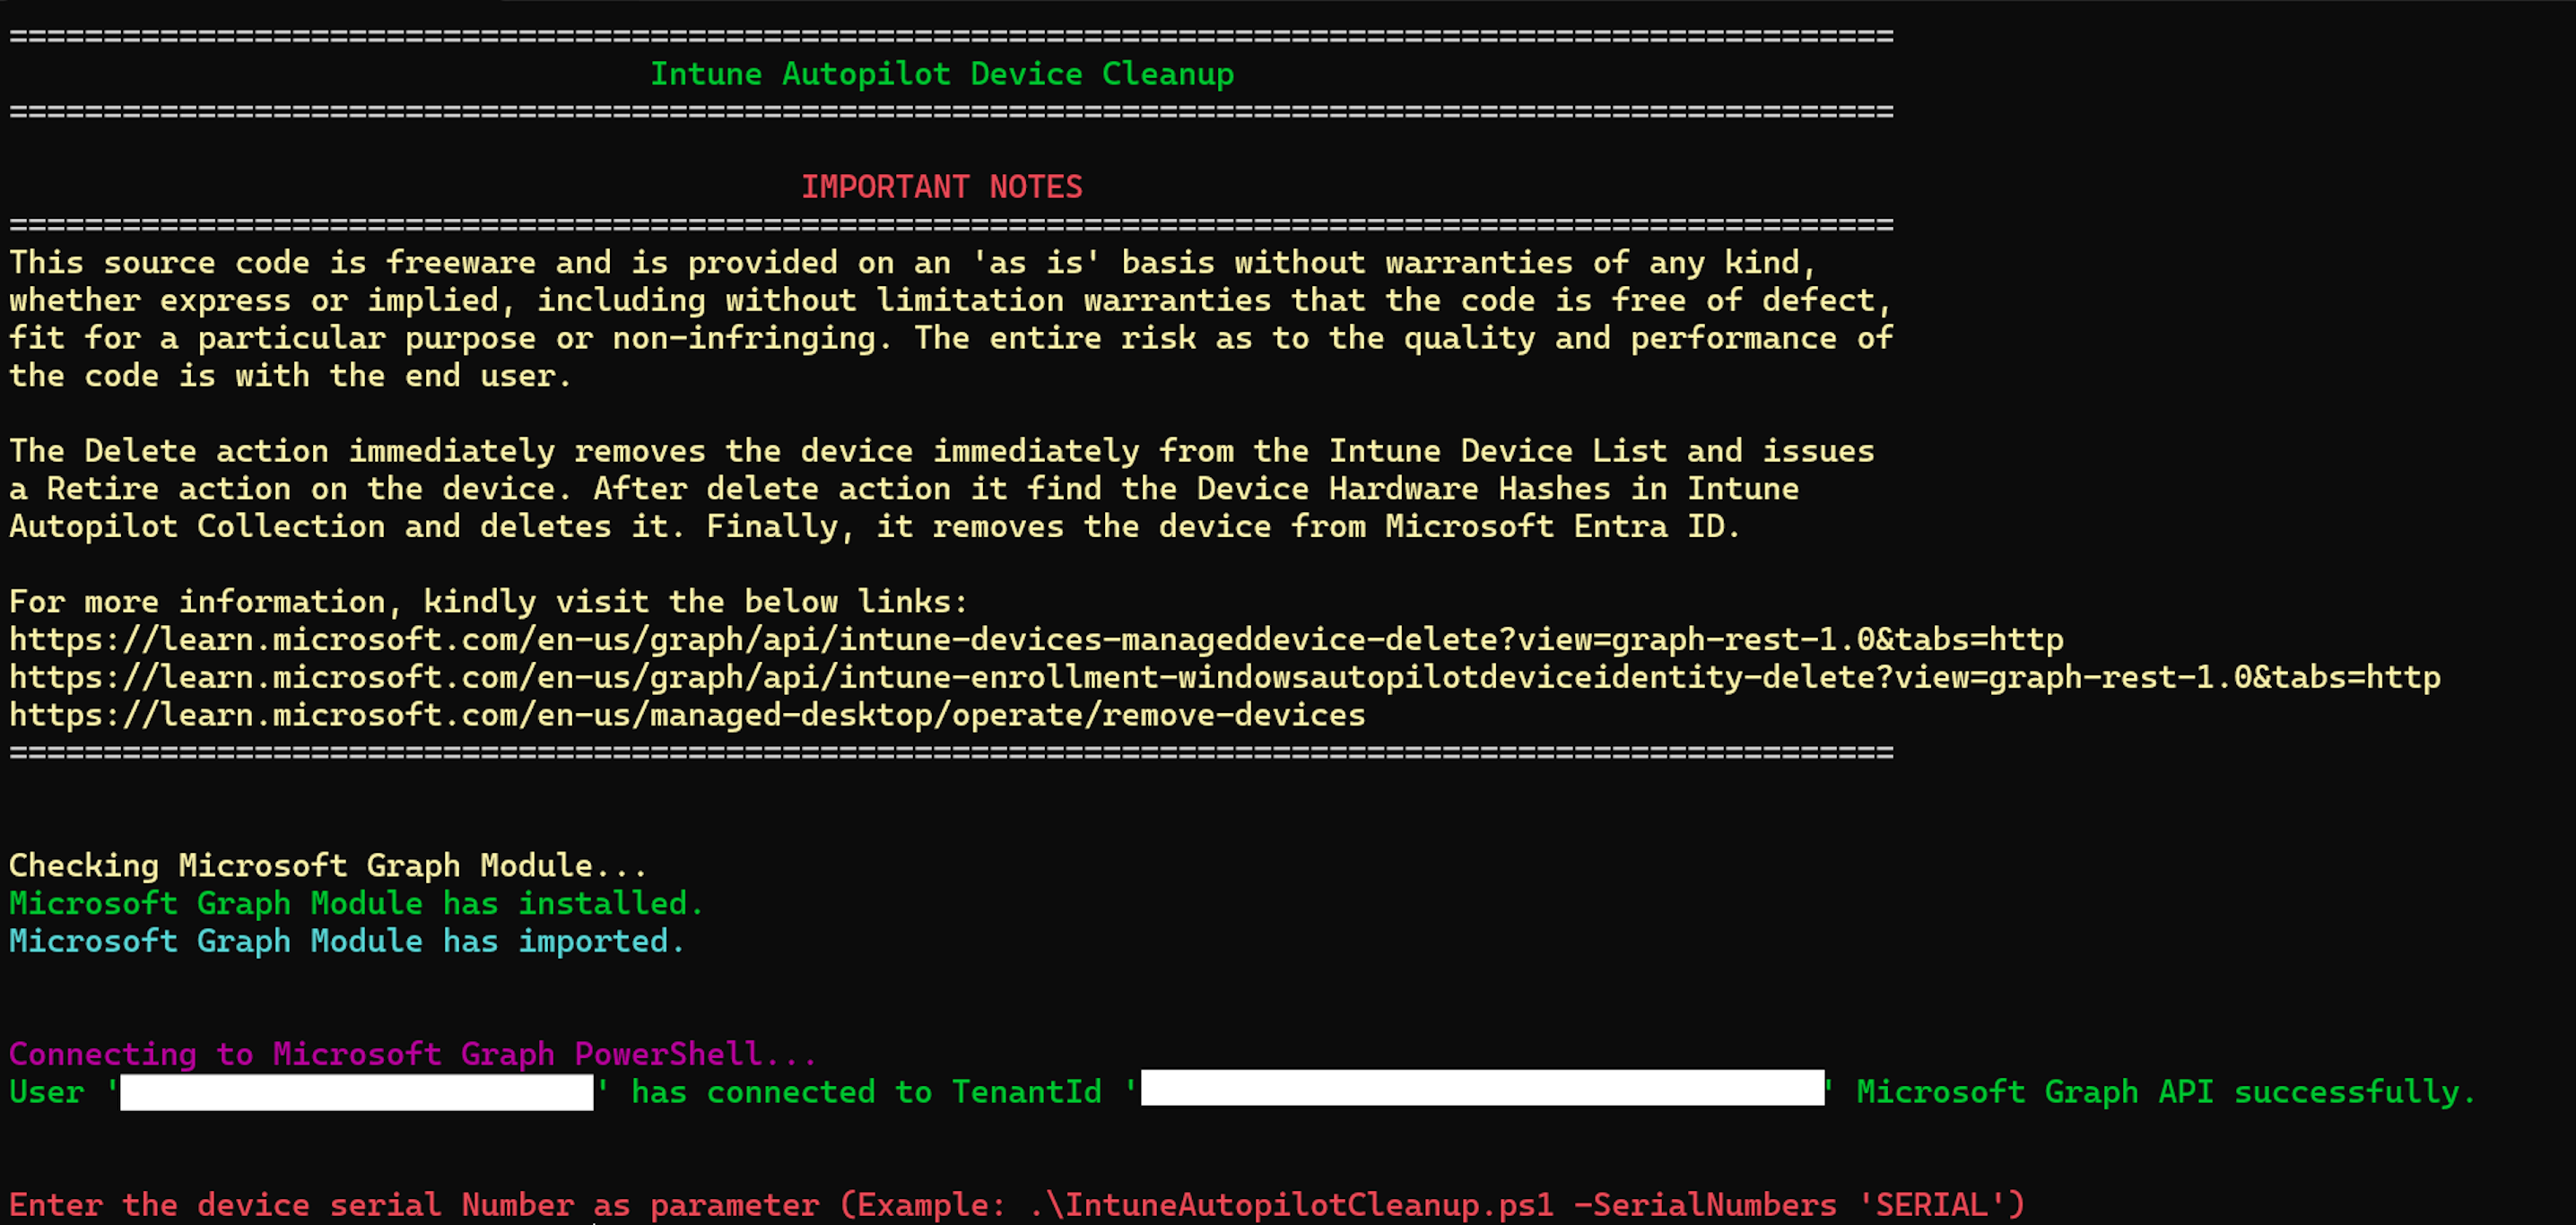 ====================================================================================================
Intune Autopilot Device Cleanup
====================================================================================================
IMPORTANT NOTES
====================================================================================================
This source code is freeware and is provided on an 'as is' basis without warranties of any kind,
whether express or implied, including without limitation warranties that the code is free of defect,
fit for a particular purpose or non-infringing. The entire risk as to the quality and performance of
the code is with the end user.
The Delete action immediately removes the device immediately from the Intune Device List and issues
a Retire action on the device. After delete action it find the Device Hardware Hashes in Intune
Autopilot Collection and deletes it. Finally, it removes the device from Microsoft Entra ID.
For more information, kindly visit the below links:
https://learn.microsoft.com/en-us/graph/api/intune-devices-manageddevice-delete?view=graph-rest-1.0&tabs=http
https://learn.microsoft.com/en-us/graph/api/intune-enrollment-windowsautopilotdeviceidentity-delete?view=graph-rest-1.0&tabs=http
https://learn.microsoft.com/en-us/managed-desktop/operate/remove-devices
====================================================================================================
Checking Microsoft Graph Module...
Microsoft Graph Module has installed.
Microsoft Graph Module has imported.
Connecting to Microsoft Graph PowerShell...
User '' has connected to TenantId '' Microsoft Graph API successfully.
Enter the device serial Number as parameter (Example: .\IntuneAutopilotCleanup.ps1 -SerialNumbers 'SERIAL')